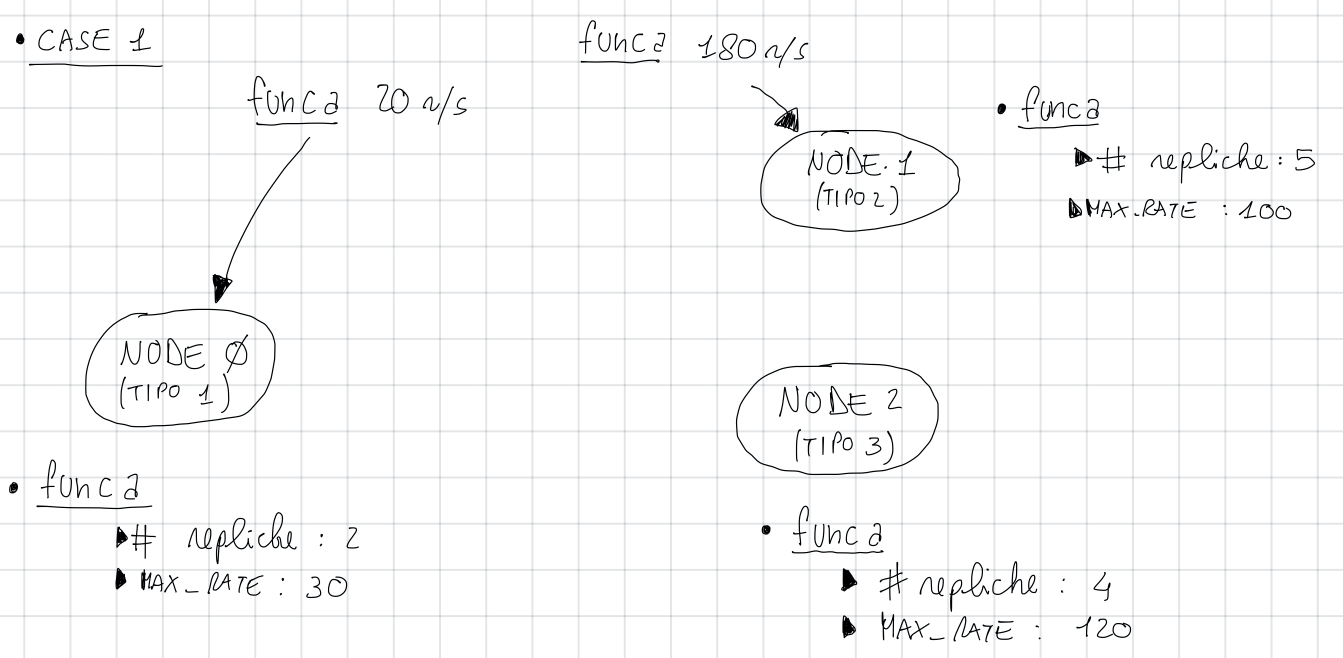 • CASE 1
funca 20 r/s
funca 180 r/s
NODE 1
(TIPO 2)
• funca
# repliche: 5
MAX_RATE : 100
NODE Ø
(TIPO 1)
• funca
# repliche : 2
MAX_RATE : 30
NODE 2
(TIPO 3)
• funca
# repliche : 4
MAX_RATE : 120